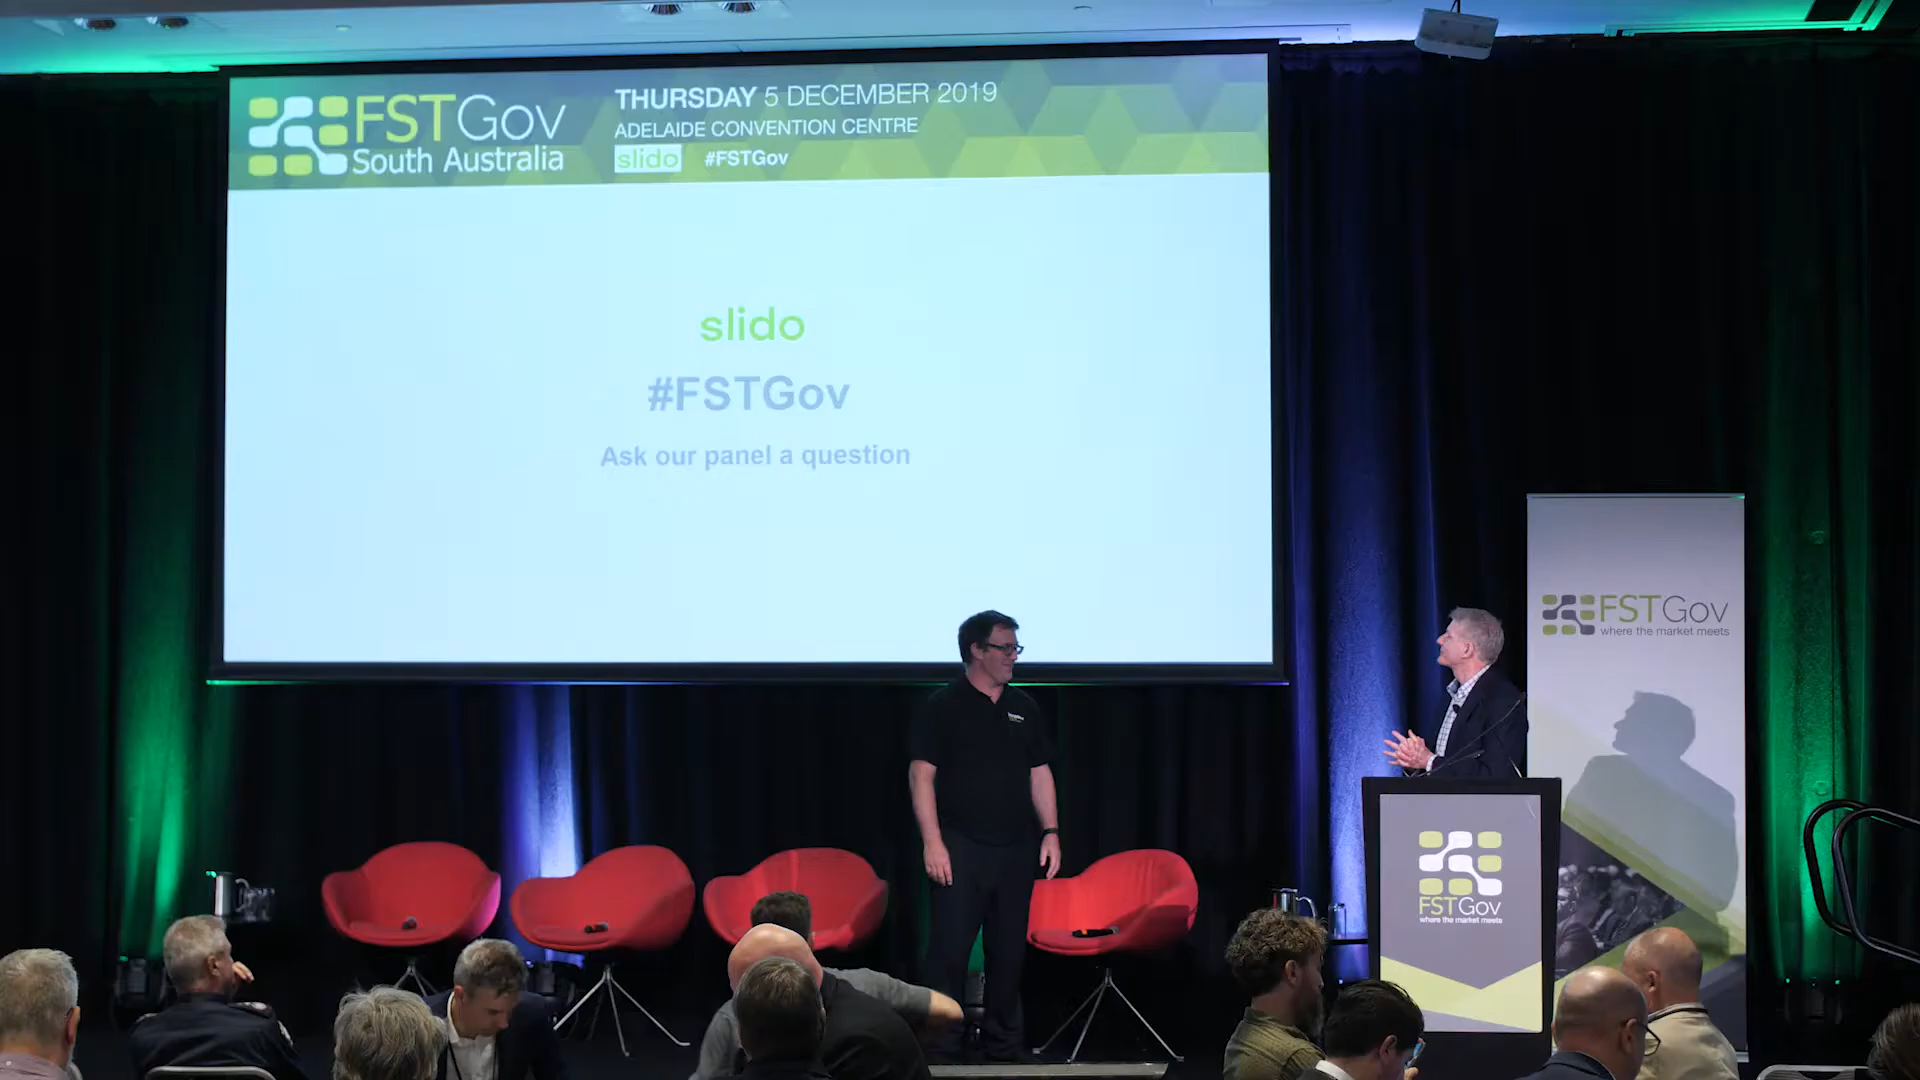 FSTGov
South Australia
THURSDAY 5 DECEMBER 2019
ADELAIDE CONVENTION CENTRE
slido #FSTGov
slido
#FSTGov
Ask our panel a question
FSTGov
where the market meets
FSTGov
where the market meets